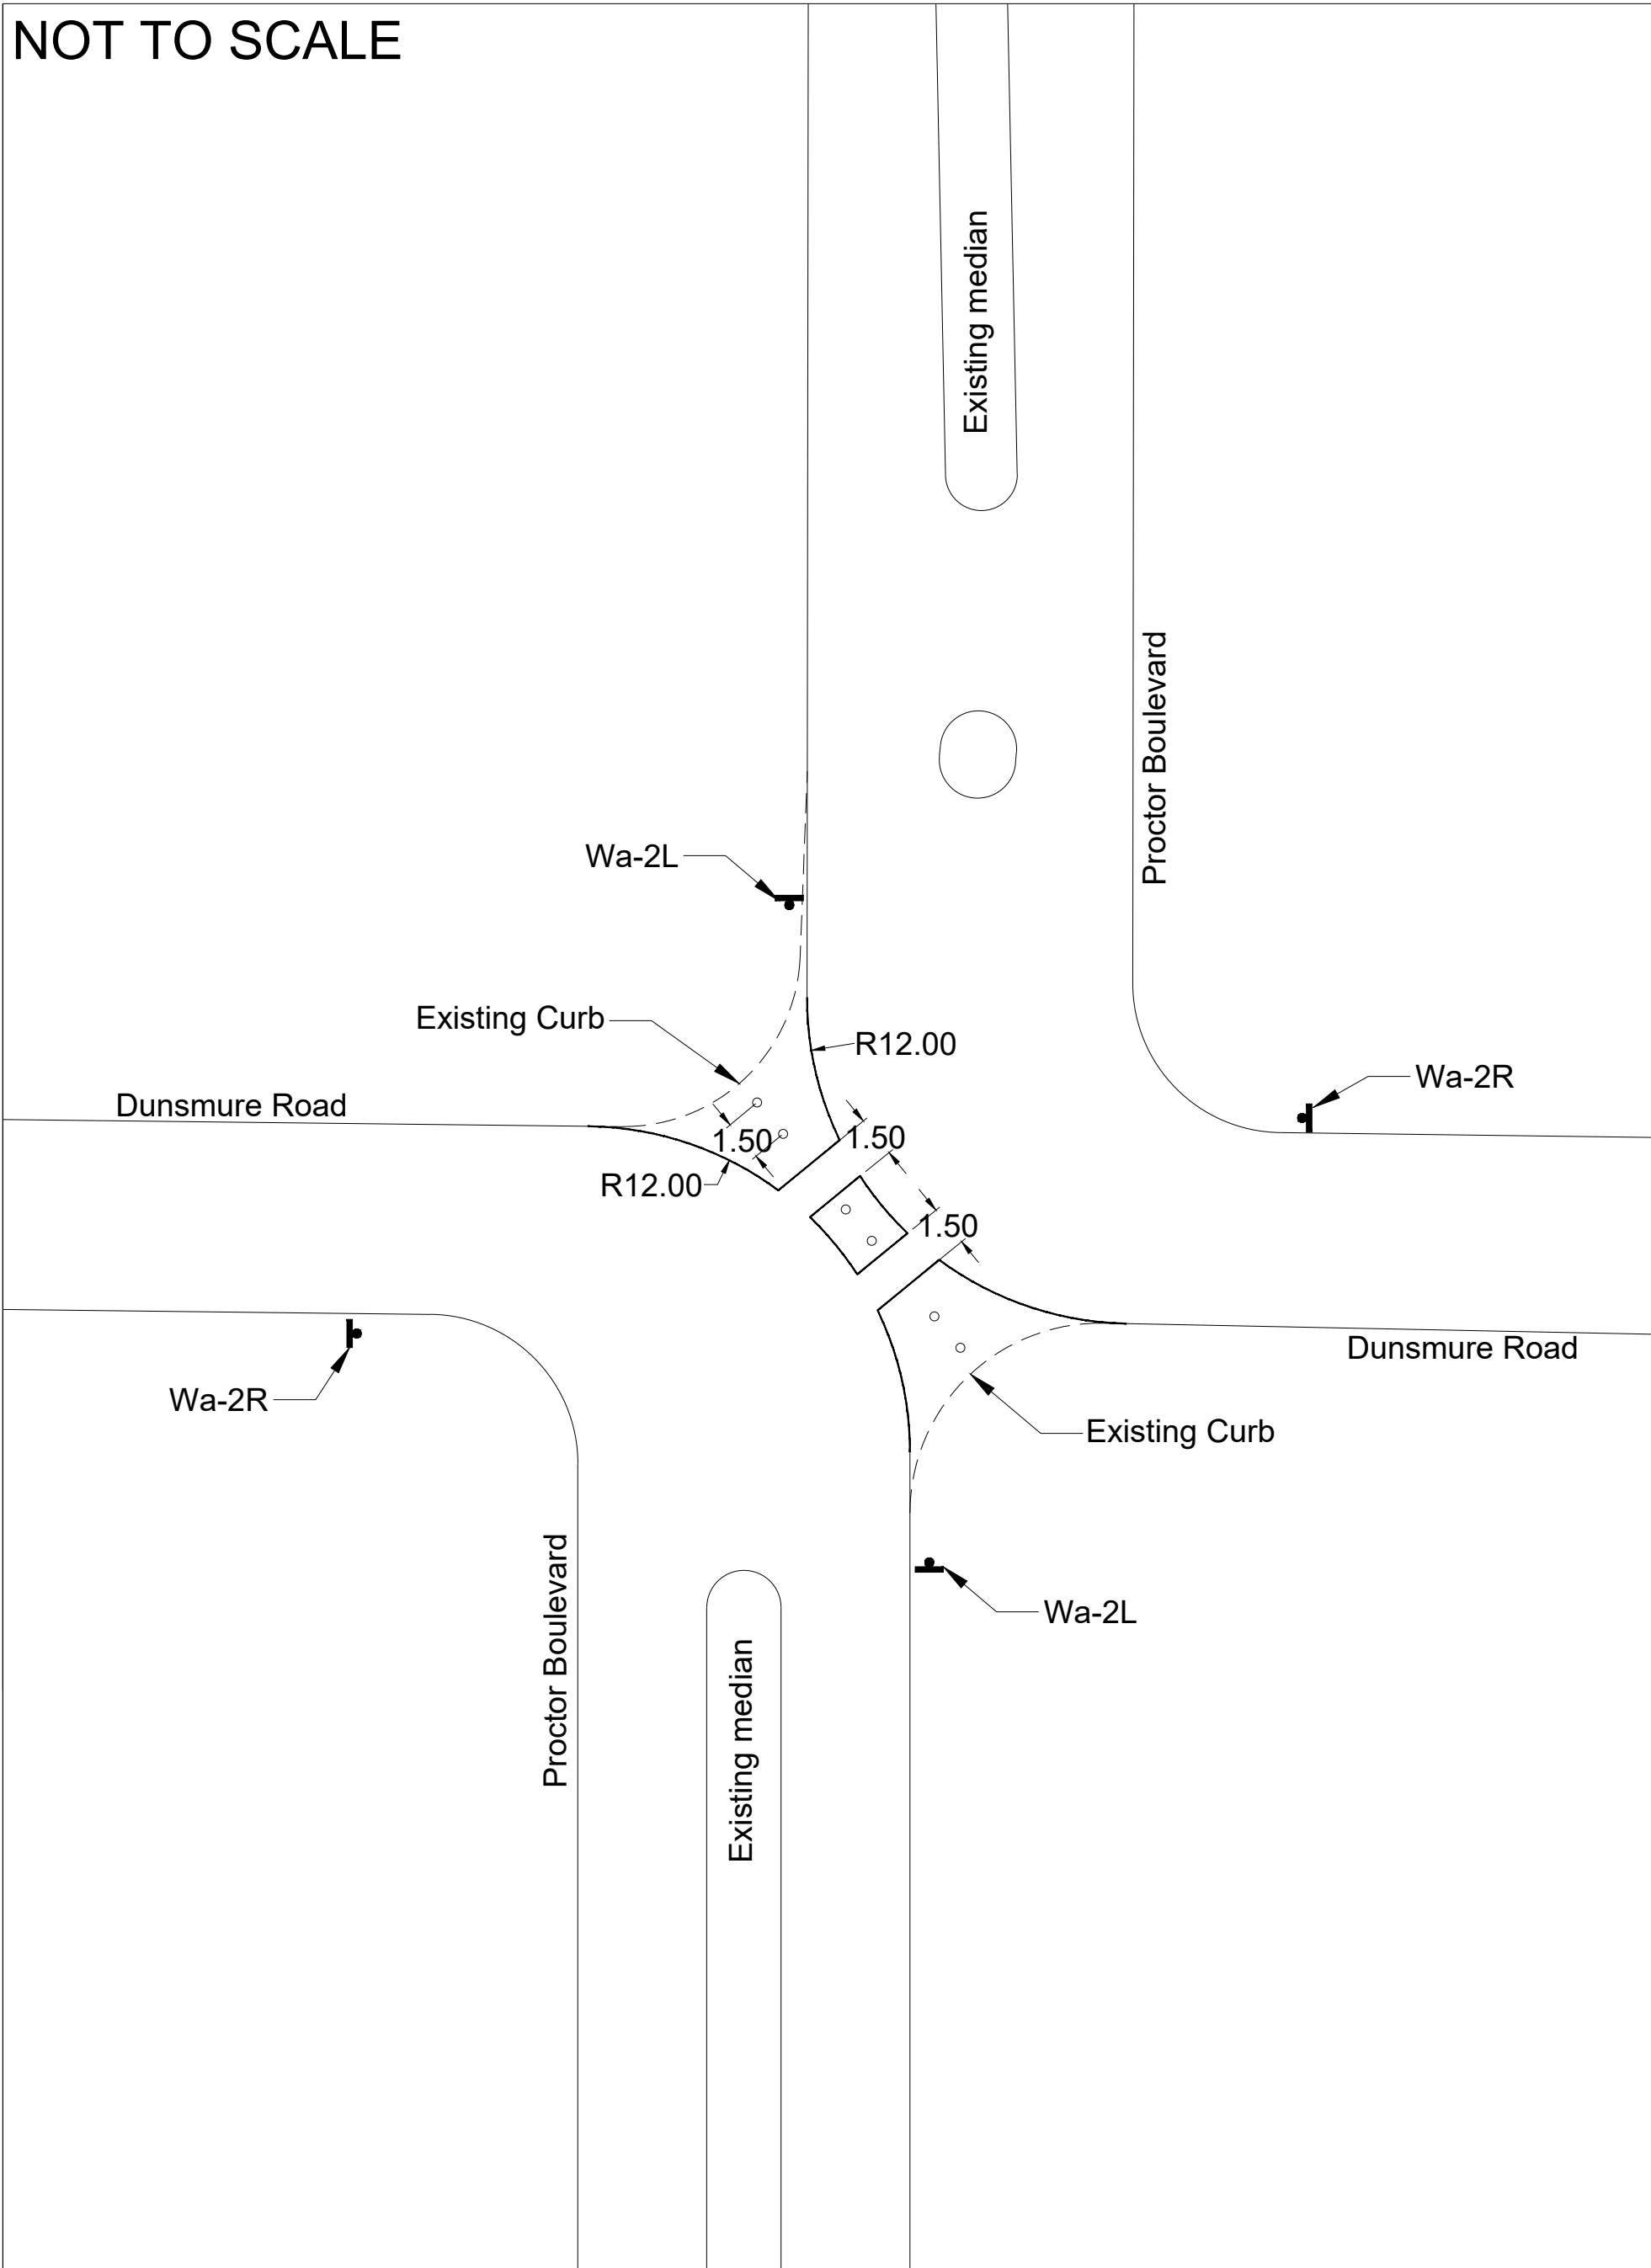 NOT TO SCALE
Existing median
Proctor Boulevard
Wa-2L
Existing Curb
R12.00
Wa-2R
Dunsmure Road
1.50
1.50
R12.00
1.50
Dunsmure Road
Wa-2R
Existing Curb
Proctor Boulevard
Wa-2L
Existing median